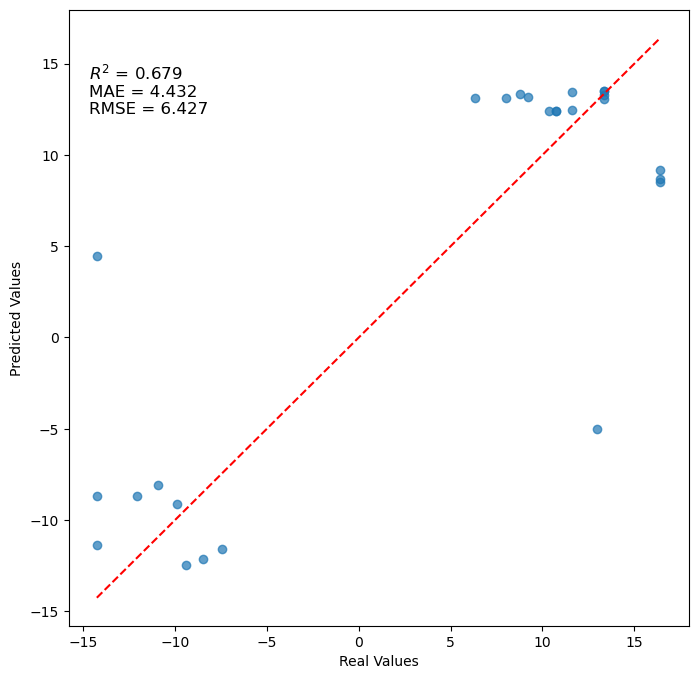 R² = 0.679
MAE = 4.432
RMSE = 6.427
15
10
5
0
−5
−10
−15
Predicted Values
−15 −10 −5 0 5 10 15
Real Values